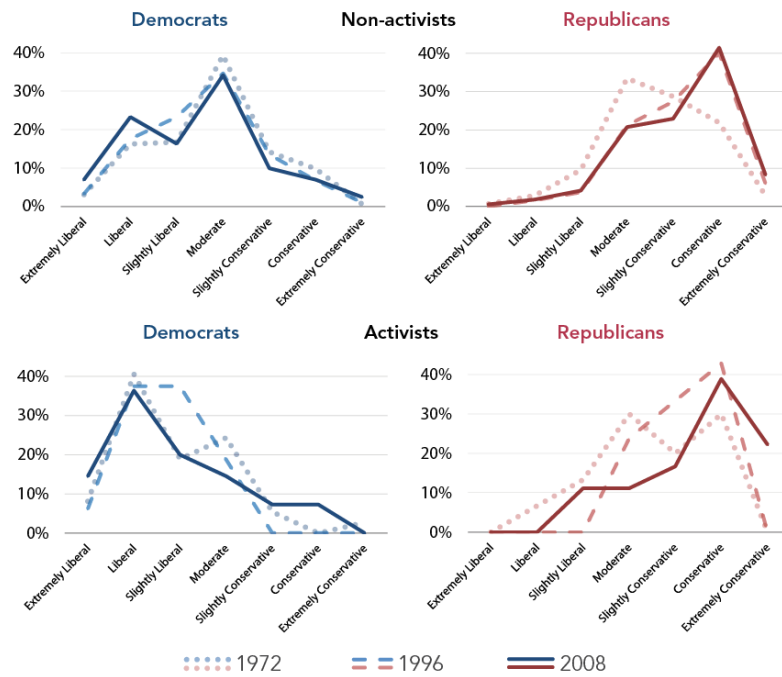 Democrats Non-activists Republicans
40% 40%
30% 30%
20% 20%
10% 10%
0% 0%
Extremely Liberal Liberal Slightly Liberal Moderate Slightly Conservative Conservative Extremely Conservative Extremely Liberal Liberal Slightly Liberal Moderate Slightly Conservative Conservative Extremely Conservative
Democrats Activists Republicans
40% 40%
30% 30%
20% 20%
10% 10%
0% 0%
Extremely Liberal Liberal Slightly Liberal Moderate Slightly Conservative Conservative Extremely Conservative Extremely Liberal Liberal Slightly Liberal Moderate Slightly Conservative Conservative Extremely Conservative
1972 1996 2008